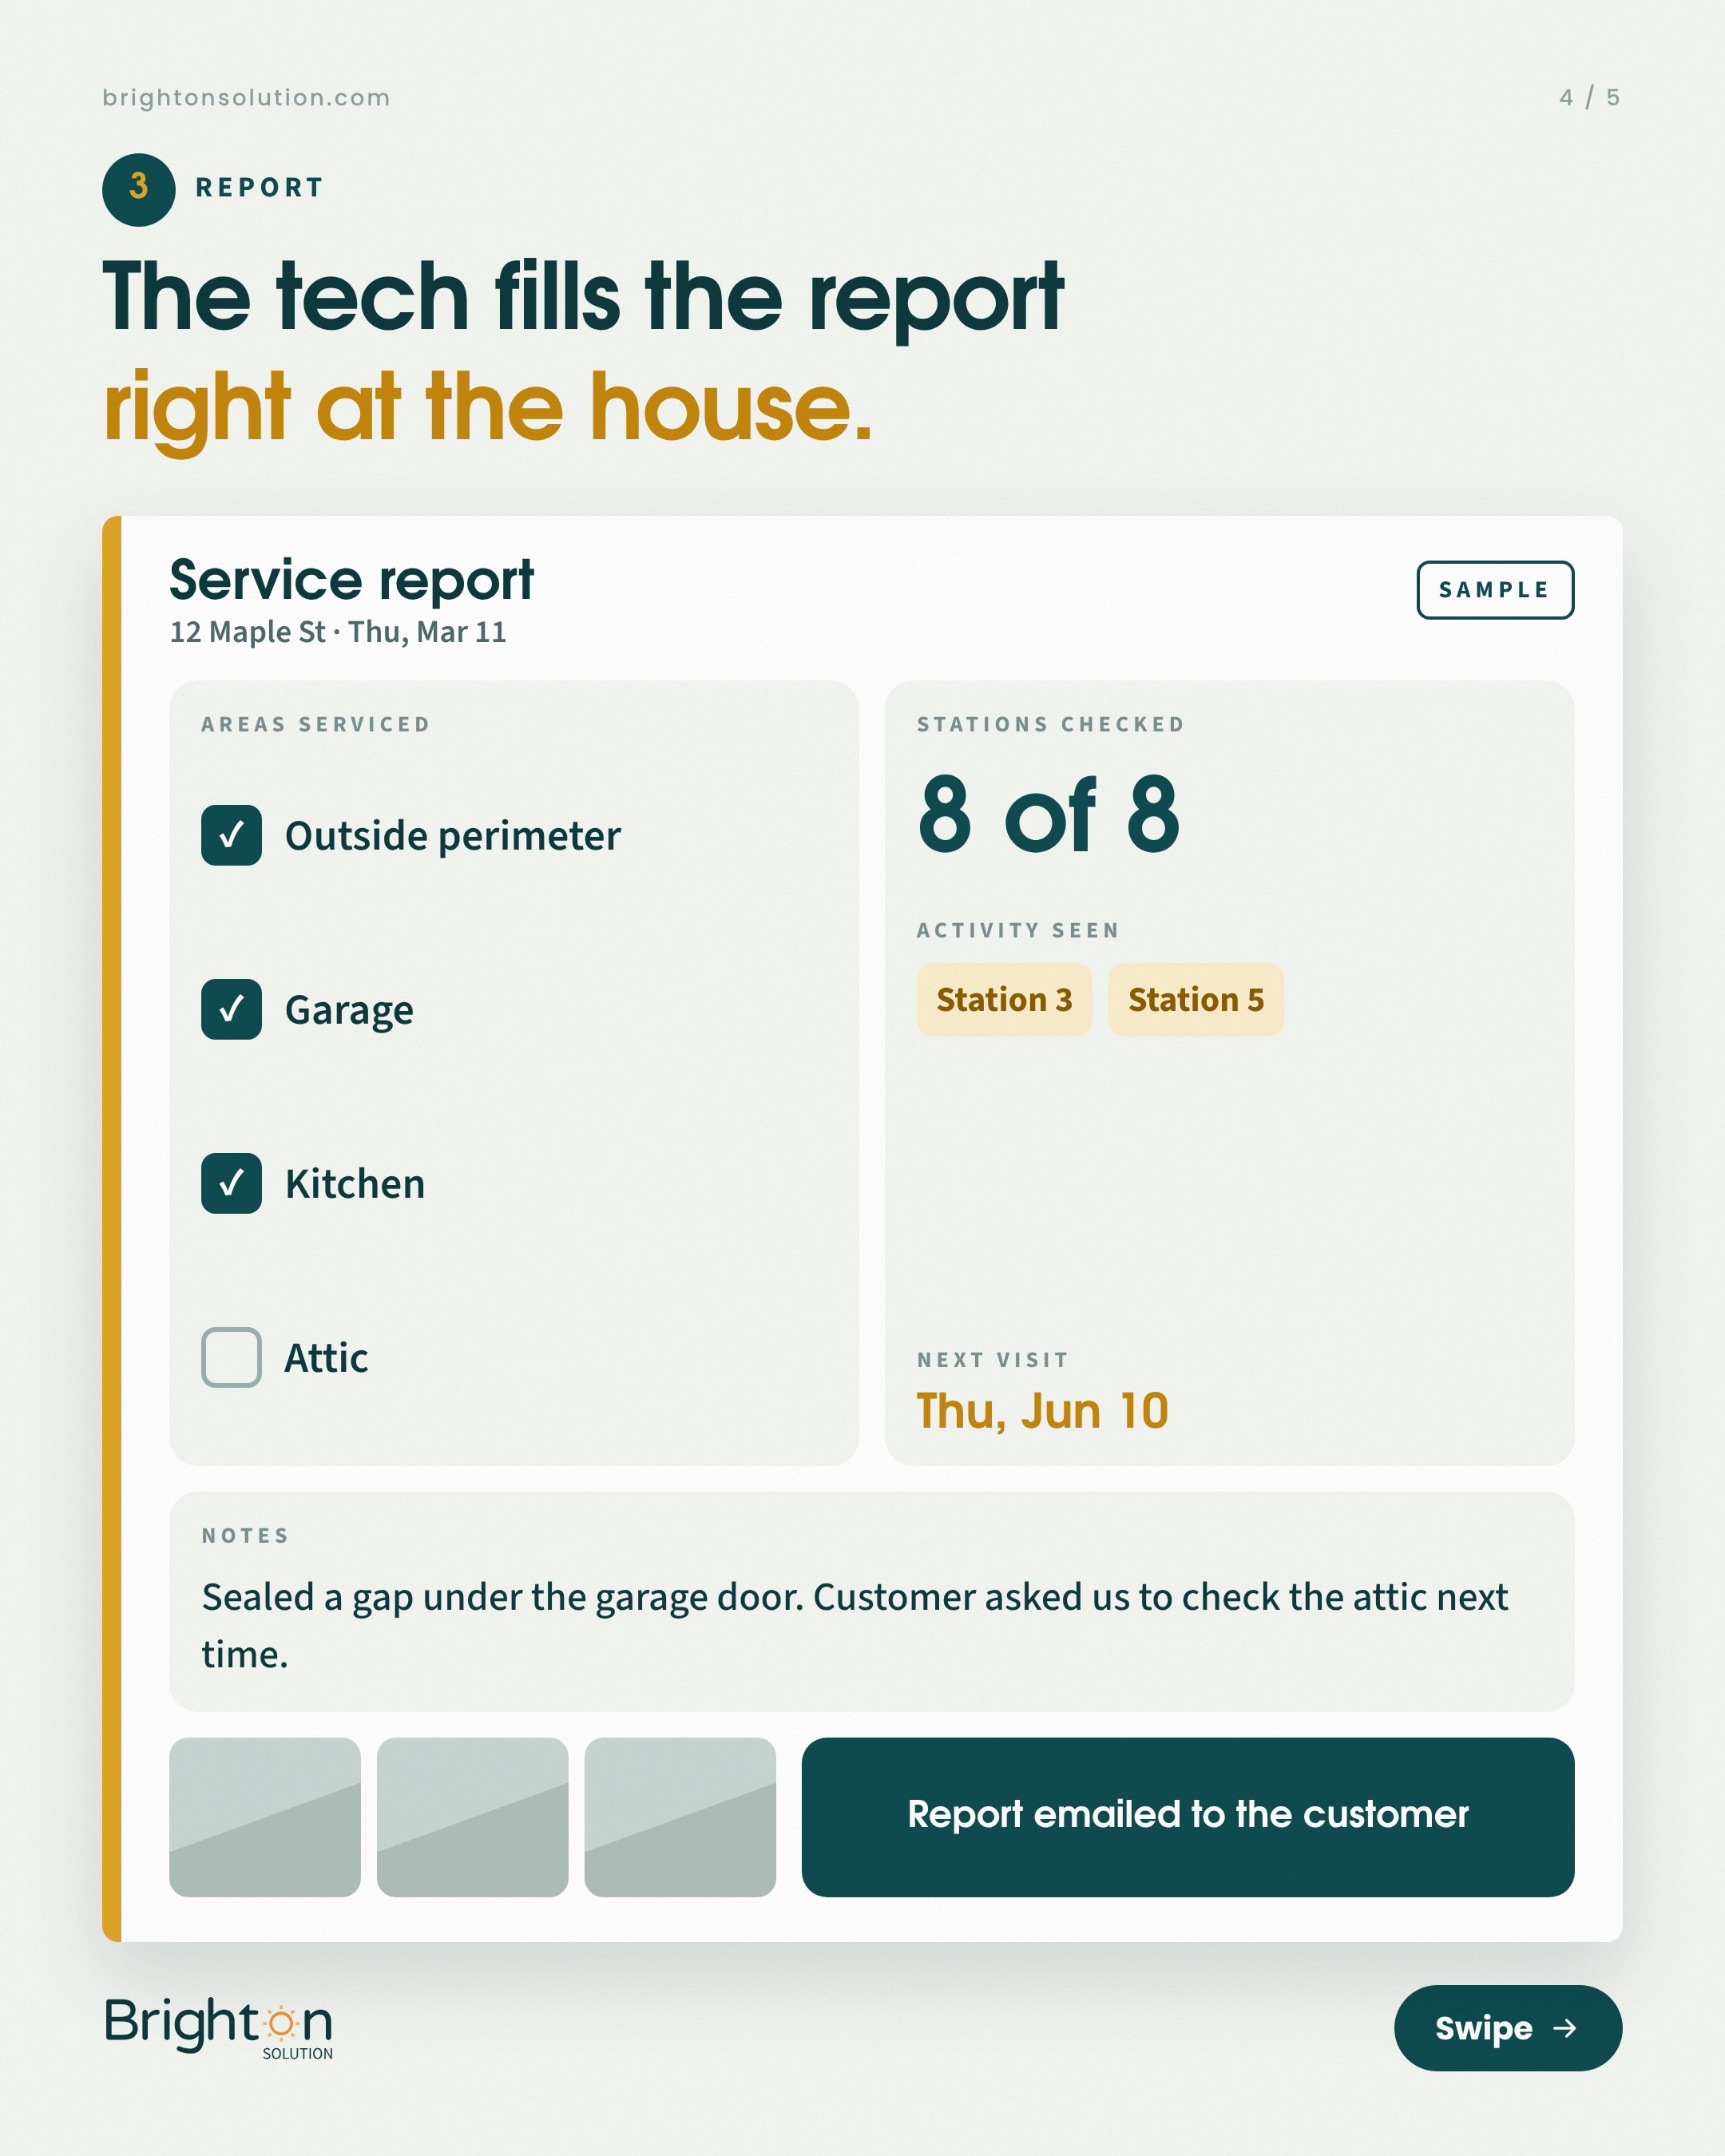 brightonsolution.com
4 / 5
3
REPORT
The tech fills the report
right at the house.
Service report
12 Maple St · Thu, Mar 11
SAMPLE
AREAS SERVICED
✓ Outside perimeter
✓ Garage
✓ Kitchen
Attic
STATIONS CHECKED
8 of 8
ACTIVITY SEEN
Station 3
Station 5
NEXT VISIT
Thu, Jun 10
NOTES
Sealed a gap under the garage door. Customer asked us to check the attic next
time.
Report emailed to the customer
Brighton
SOLUTION
Swipe →